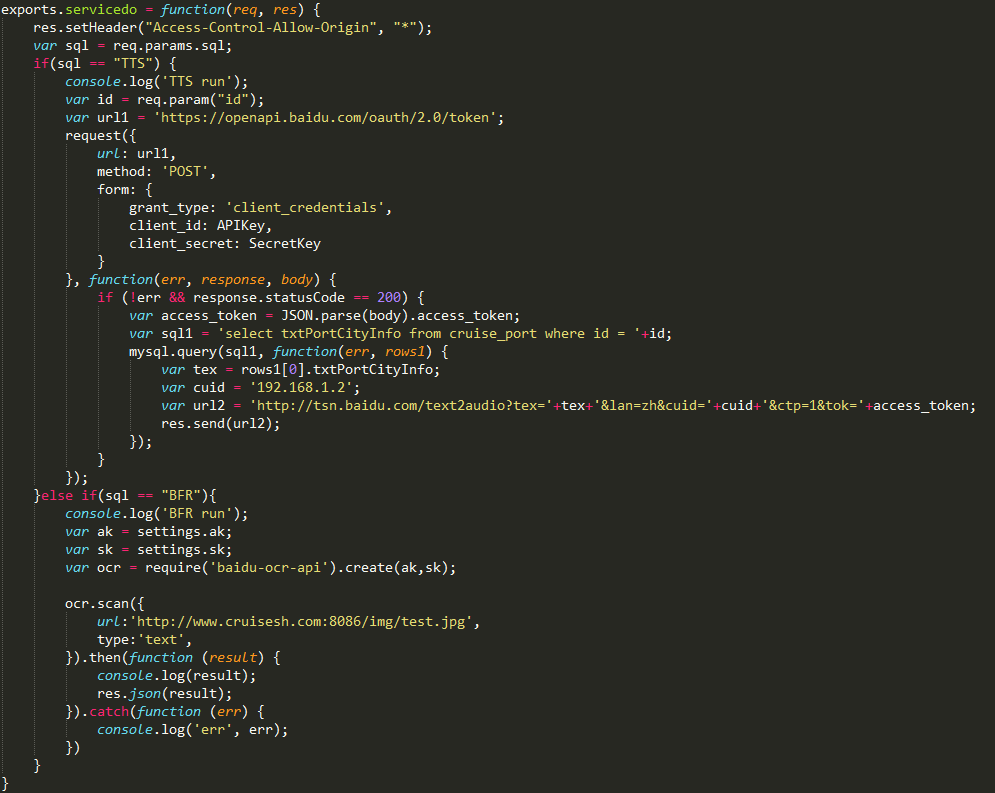 exports.servicedo = function(req, res) {
    res.setHeader("Access-Control-Allow-Origin", "*");
    var sql = req.params.sql;
    if(sql == "TTS") {
        console.log('TTS run');
        var id = req.param("id");
        var url1 = 'https://openapi.baidu.com/oauth/2.0/token';
        request({
            url: url1,
            method: 'POST',
            form: {
                grant_type: 'client_credentials',
                client_id: APIKey,
                client_secret: SecretKey
            }
        }, function(err, response, body) {
            if (!err && response.statusCode == 200) {
                var access_token = JSON.parse(body).access_token;
                var sql1 = 'select txtPortCityInfo from cruise_port where id = '+id;
                mysql.query(sql1, function(err, rows1) {
                    var tex = rows1[0].txtPortCityInfo;
                    var cuid = '192.168.1.2';
                    var url2 = 'http://tsn.baidu.com/text2audio?tex='+tex+'&lan=zh&cuid='+cuid+'&ctp=1&tok='+access_token;
                    res.send(url2);
                });
            }
        });
    }else if(sql == "BFR"){
        console.log('BFR run');
        var ak = settings.ak;
        var sk = settings.sk;
        var ocr = require('baidu-ocr-api').create(ak,sk);

        ocr.scan({
            url:'http://www.cruisesh.com:8086/img/test.jpg',
            type:'text',
        }).then(function (result) {
            console.log(result);
            res.json(result);
        }).catch(function (err) {
            console.log('err', err);
        })
    }
}